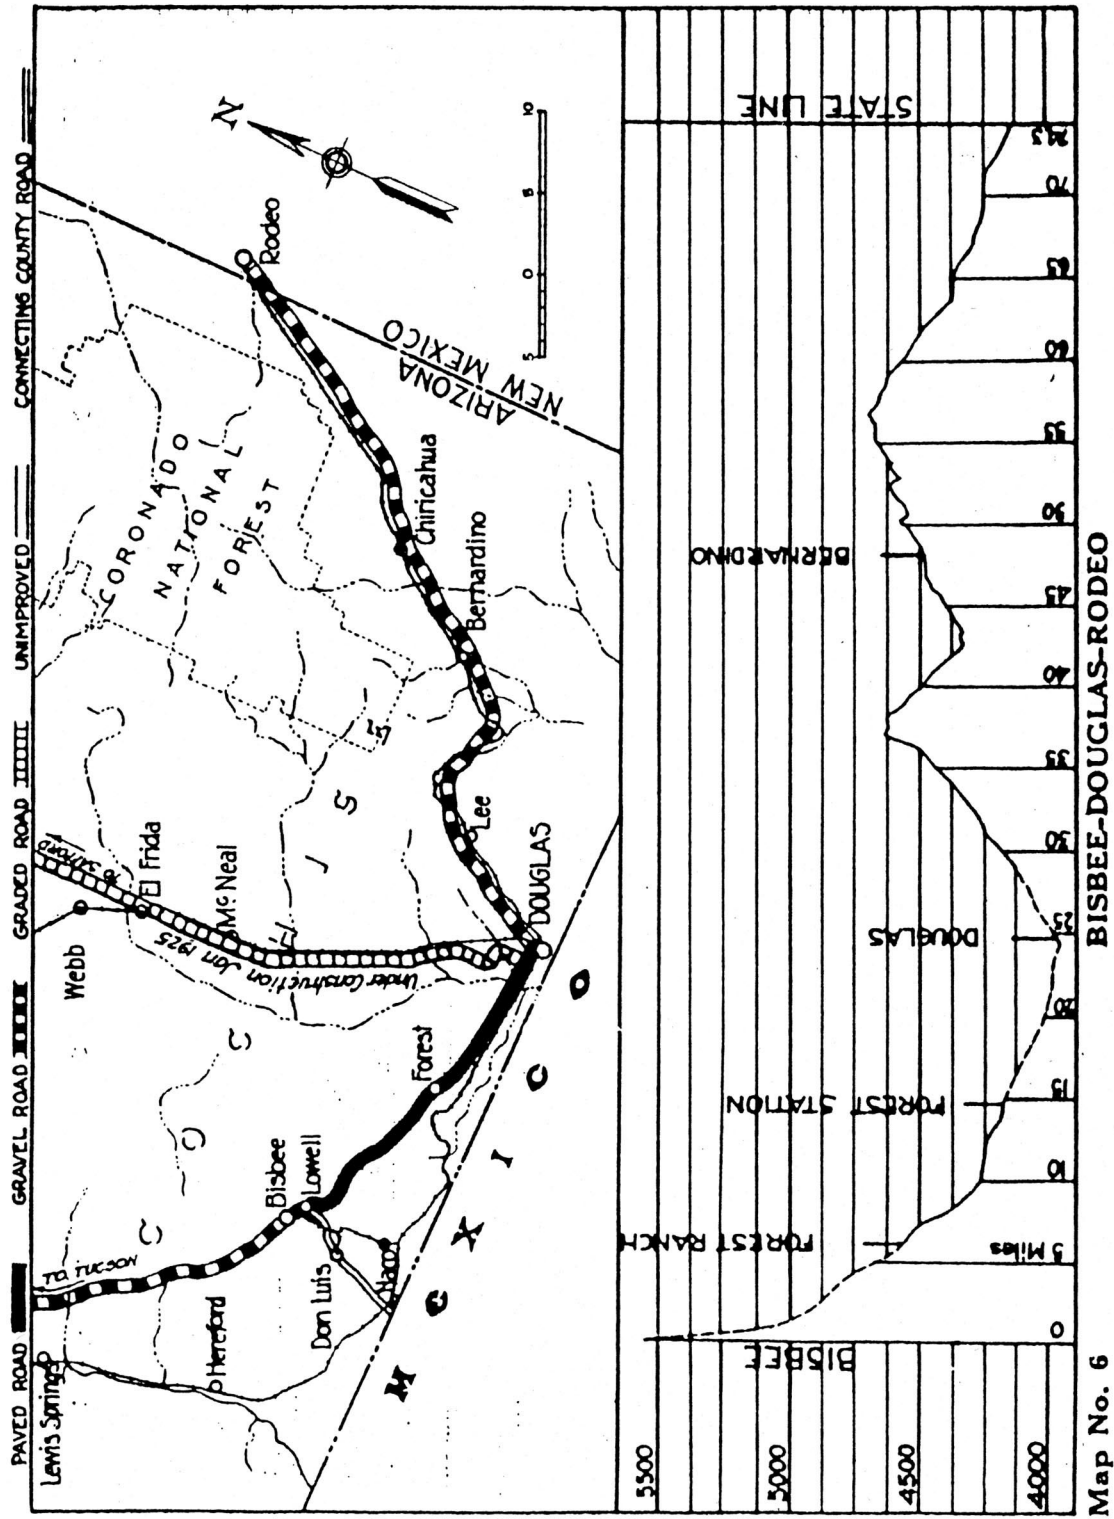 PAVED ROAD GRAVEL ROAD GRADED ROAD UNIMPROVED CONNECTING COUNTY ROAD
Lewis Springs
TO TUCSON
Hereford
Bisbee
Lowell
Don Luis
Naco
Forest
Webb
TO SAFFORD
El Frida
McNeal
Under Construction Jan 1925
DOUGLAS
Lee
Bernardino
Chiricahua
Rodeo
CORONADO
NATIONAL
FOREST
C O C
I S
MEXICO
ARIZONA
NEW MEXICO
N
5 0 5 10
5500
5000
4500
4000
BISBEE
FOREST RANCH
FOREST STATION
DOUGLAS
BERNARDINO
STATE LINE
0 5 Miles 10 15 20 25 30 35 40 45 50 55 60 65 70
Map No. 6
BISBEE-DOUGLAS-RODEO